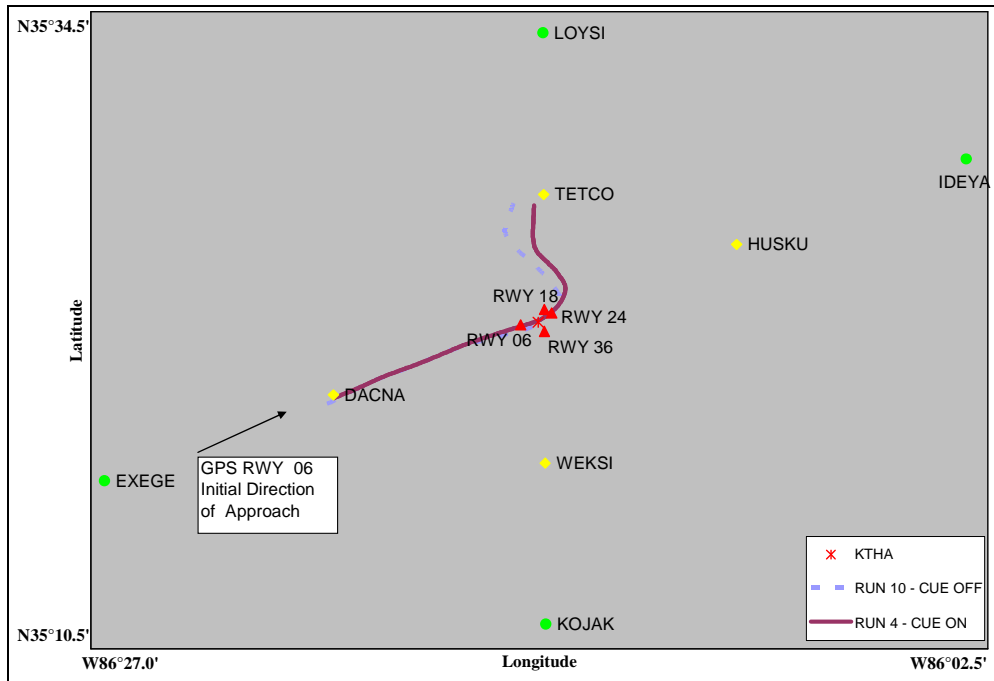 N35°34.5'
LOYSI
IDEYA
TETCO
HUSKU
RWY 18
RWY 24
RWY 06
RWY 36
Latitude
DACNA
WEKSI
EXEGE
GPS RWY 06
Initial Direction
of Approach
KTHA
RUN 10 - CUE OFF
RUN 4 - CUE ON
KOJAK
N35°10.5'
W86°27.0'
Longitude
W86°02.5'